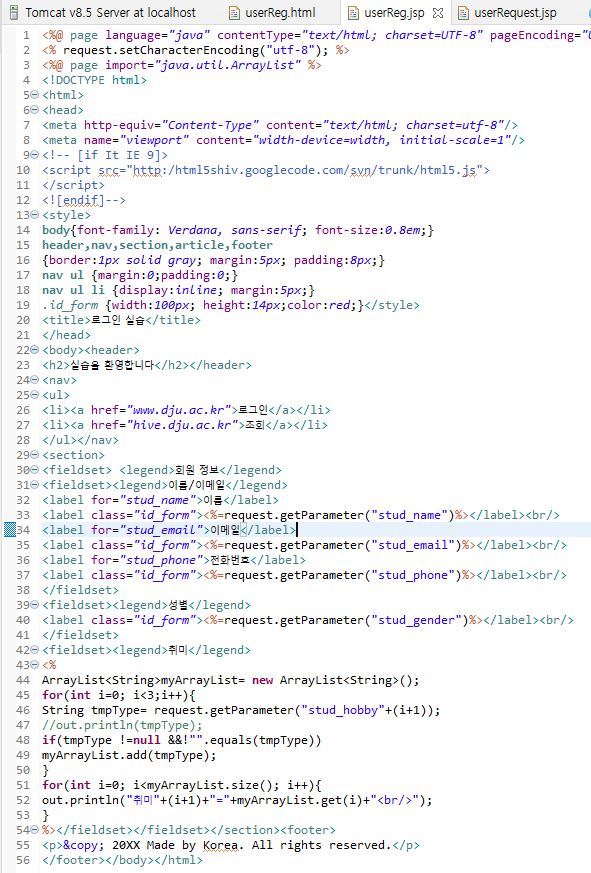 Tomcat v8.5 Server at localhost userReg.html userReg.jsp userRequest.jsp
1 <%@ page language="java" contentType="text/html; charset=UTF-8" pageEncoding="U
2 <% request.setCharacterEncoding("utf-8"); %>
3 <%@ page import="java.util.ArrayList" %>
4 <!DOCTYPE html>
5 <html>
6 <head>
7 <meta http-equiv="Content-Type" content="text/html; charset=utf-8"/>
8 <meta name="viewport" content="width-device=width, initial-scale=1"/>
9 <!-- [if It IE 9]>
10 <script src="http:/html5shiv.googlecode.com/svn/trunk/html5.js">
11 </script>
12 <![endif]-->
13 <style>
14 body{font-family: Verdana, sans-serif; font-size:0.8em;}
15 header,nav,section,article,footer
16 {border:1px solid gray; margin:5px; padding:8px;}
17 nav ul {margin:0;padding:0;}
18 nav ul li {display:inline; margin:5px;}
19 .id_form {width:100px; height:14px;color:red;}</style>
20 <title>로그인 실습</title>
21 </head>
22 <body><header>
23 <h2>실습을 환영합니다</h2></header>
24 <nav>
25 <ul>
26 <li><a href="www.dju.ac.kr">로그인</a></li>
27 <li><a href="hive.dju.ac.kr">조회</a></li>
28 </ul></nav>
29 <section>
30 <fieldset> <legend>회원 정보</legend>
31 <fieldset><legend>이름/이메일</legend>
32 <label for="stud_name">이름</label>
33 <label class="id_form"><%=request.getParameter("stud_name")%></label><br/>
34 <label for="stud_email">이메일</label>
35 <label class="id_form"><%=request.getParameter("stud_email")%></label><br/>
36 <label for="stud_phone">전화번호</label>
37 <label class="id_form"><%=request.getParameter("stud_phone")%></label><br/>
38 </fieldset>
39 <fieldset><legend>성별</legend>
40 <label class="id_form"><%=request.getParameter("stud_gender")%></label><br/>
41 </fieldset>
42 <fieldset><legend>취미</legend>
43 <%
44 ArrayList<String>myArrayList= new ArrayList<String>();
45 for(int i=0; i<3;i++){
46 String tmpType= request.getParameter("stud_hobby"+(i+1));
47 //out.println(tmpType);
48 if(tmpType !=null &&!"".equals(tmpType))
49 myArrayList.add(tmpType);
50 }
51 for(int i=0; i<myArrayList.size(); i++){
52 out.println("취미"+(i+1)+"="+myArrayList.get(i)+"<br/>");
53 }
54 %></fieldset></fieldset></section><footer>
55 <p>&copy; 20XX Made by Korea. All rights reserved.</p>
56 </footer></body></html>